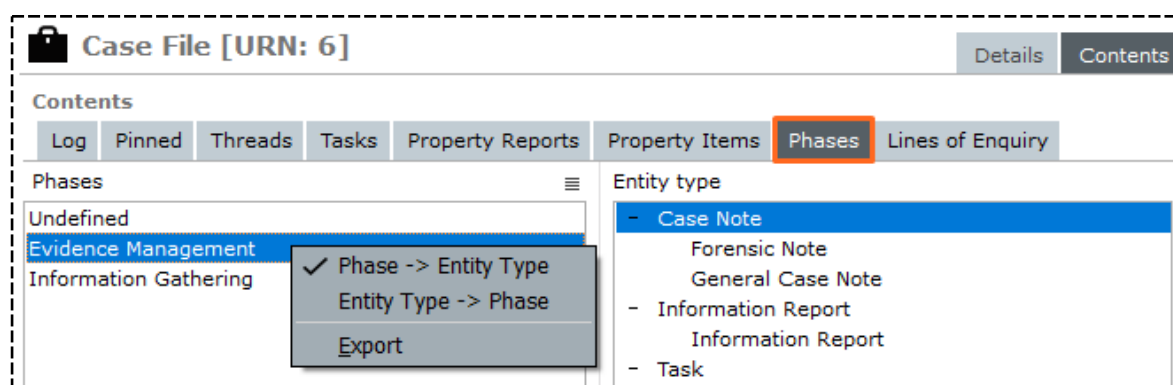 Case File [URN: 6]
Details Contents
Contents
Log Pinned Threads Tasks Property Reports Property Items Phases Lines of Enquiry
Phases Entity type
Undefined
Evidence Management
Information Gathering
Phase -> Entity Type
Entity Type -> Phase
Export
- Case Note
Forensic Note
General Case Note
- Information Report
Information Report
- Task